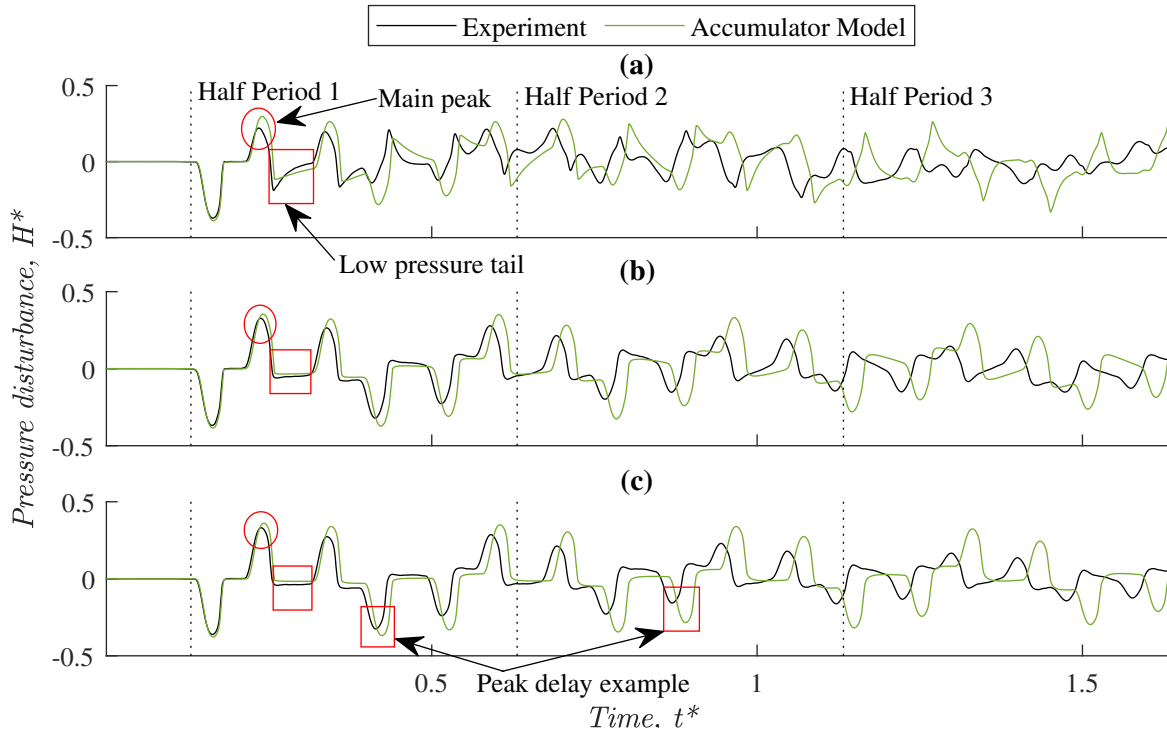 Experiment Accumulator Model
(a)
0.5
Half Period 1 Half Period 2 Half Period 3
Main peak
0
-0.5
Low pressure tail
(b)
0.5
0
-0.5
(c)
0.5
0
-0.5
Peak delay example
0.5 1 1.5
Time, t*
Pressure disturbance, H*